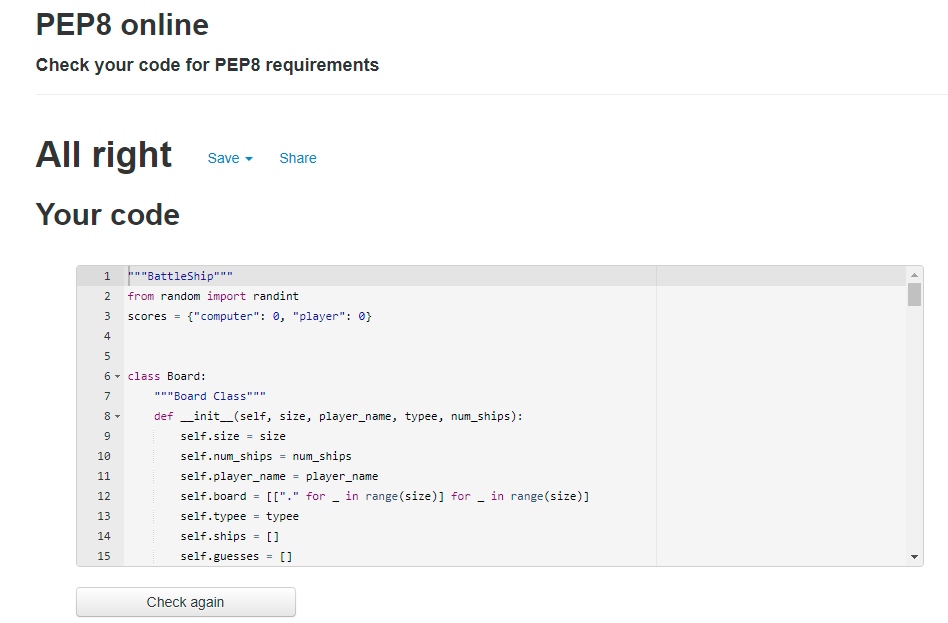 PEP8 online
Check your code for PEP8 requirements
All right Save Share
Your code
1 """BattleShip"""
2 from random import randint
3 scores = {"computer": 0, "player": 0}
4
5
6 class Board:
7 """Board Class"""
8 def __init__(self, size, player_name, typee, num_ships):
9 self.size = size
10 self.num_ships = num_ships
11 self.player_name = player_name
12 self.board = [["." for _ in range(size)] for _ in range(size)]
13 self.typee = typee
14 self.ships = []
15 self.guesses = []
Check again